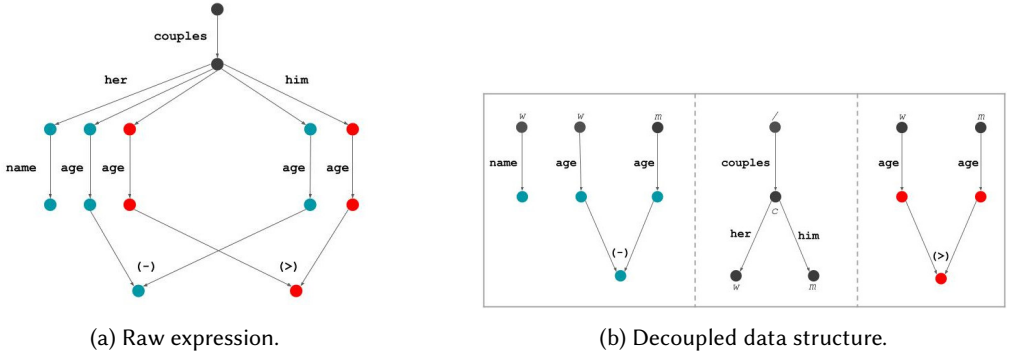 couples
her him
name age age age age
(-) (>)
(a) Raw expression.
w w m / w m
name age age couples age age
c
(-) her him (>)
w m
(b) Decoupled data structure.